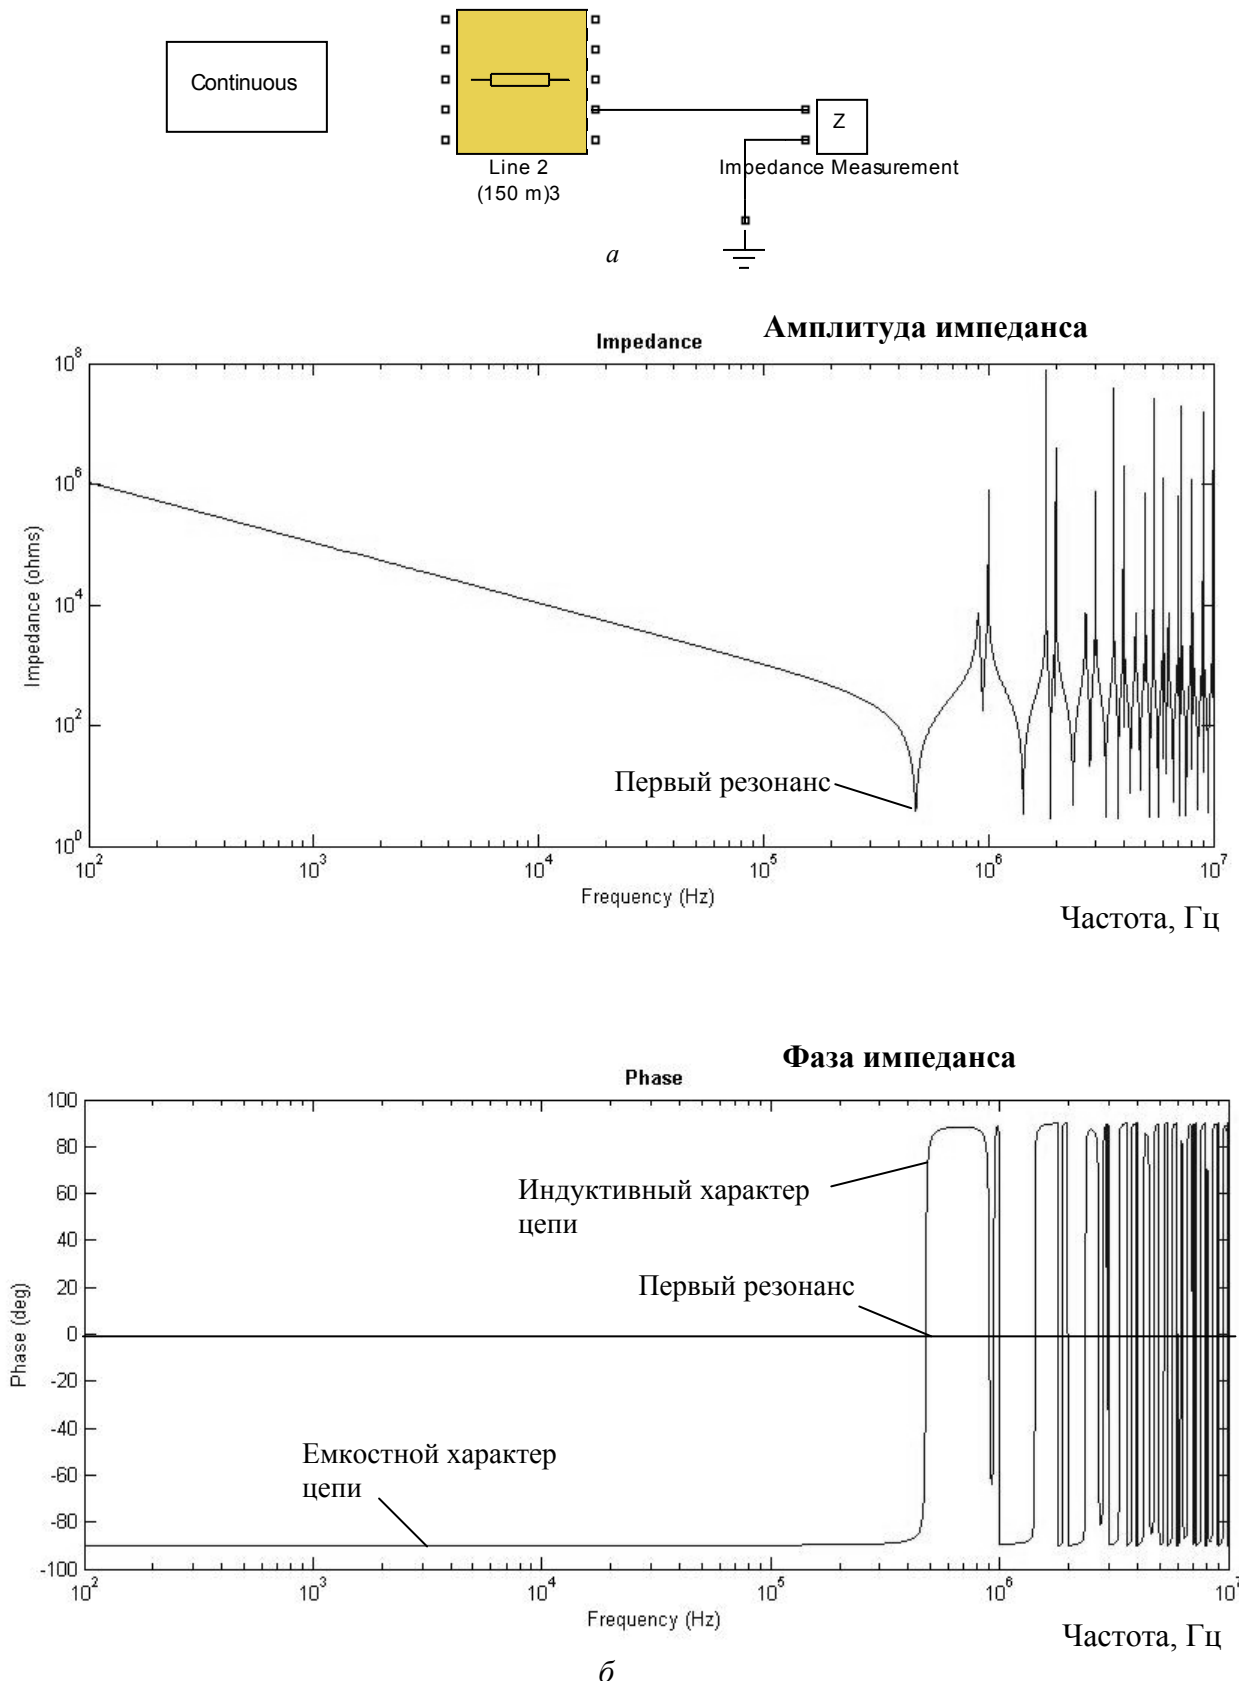 Continuous
Line 2
(150 m)3
Z
Impedance Measurement
а
Амплитуда импеданса
Impedance
10^8
10^6
10^4
10^2
10^0
Impedance (ohms)
Первый резонанс
10^2 10^3 10^4 10^5 10^6 10^7
Frequency (Hz)
Частота, Гц
Фаза импеданса
Phase
100
80
60
40
20
0
-20
-40
-60
-80
-100
Phase (deg)
Индуктивный характер
цепи
Первый резонанс
Емкостной характер
цепи
10^2 10^3 10^4 10^5 10^6 10^7
Frequency (Hz)
Частота, Гц
б